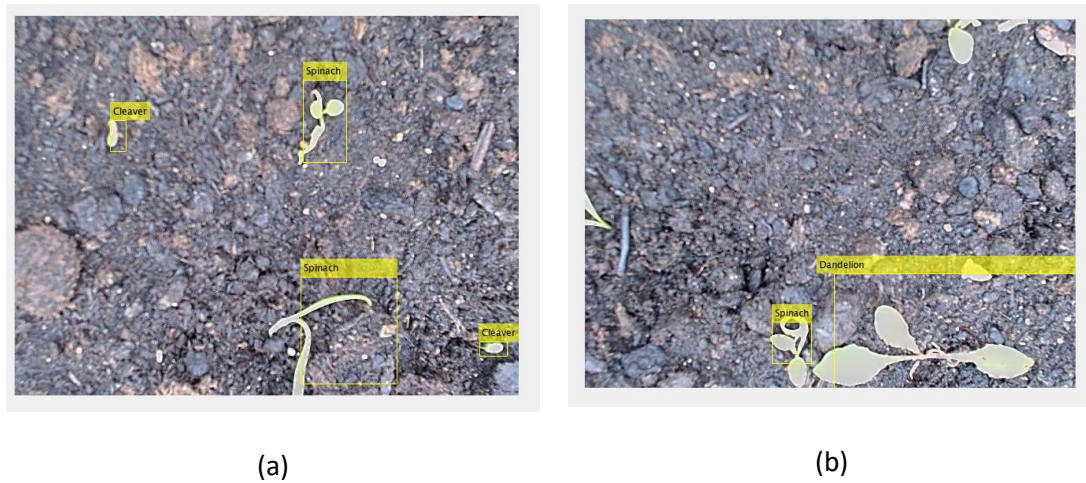 Spinach
Cleaver
Spinach
Cleaver
Dandelion
Spinach
(a)
(b)